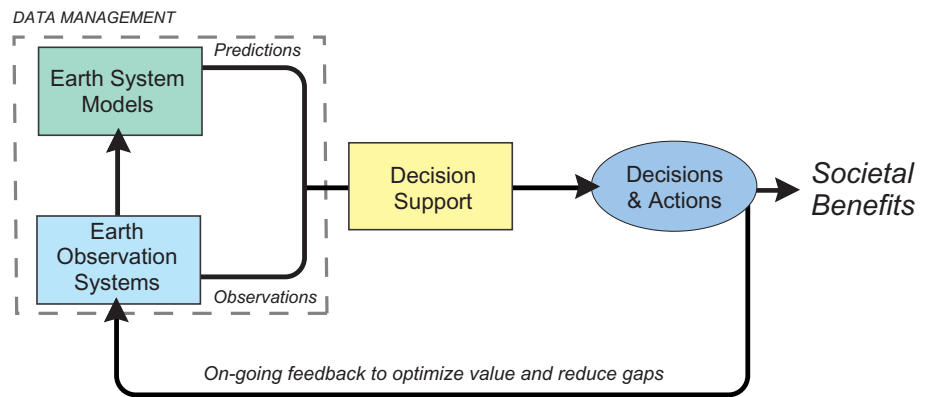 DATA MANAGEMENT
Predictions
Earth System
Models
Earth
Observation
Systems
Observations
Decision
Support
Decisions
& Actions
Societal
Benefits
On-going feedback to optimize value and reduce gaps